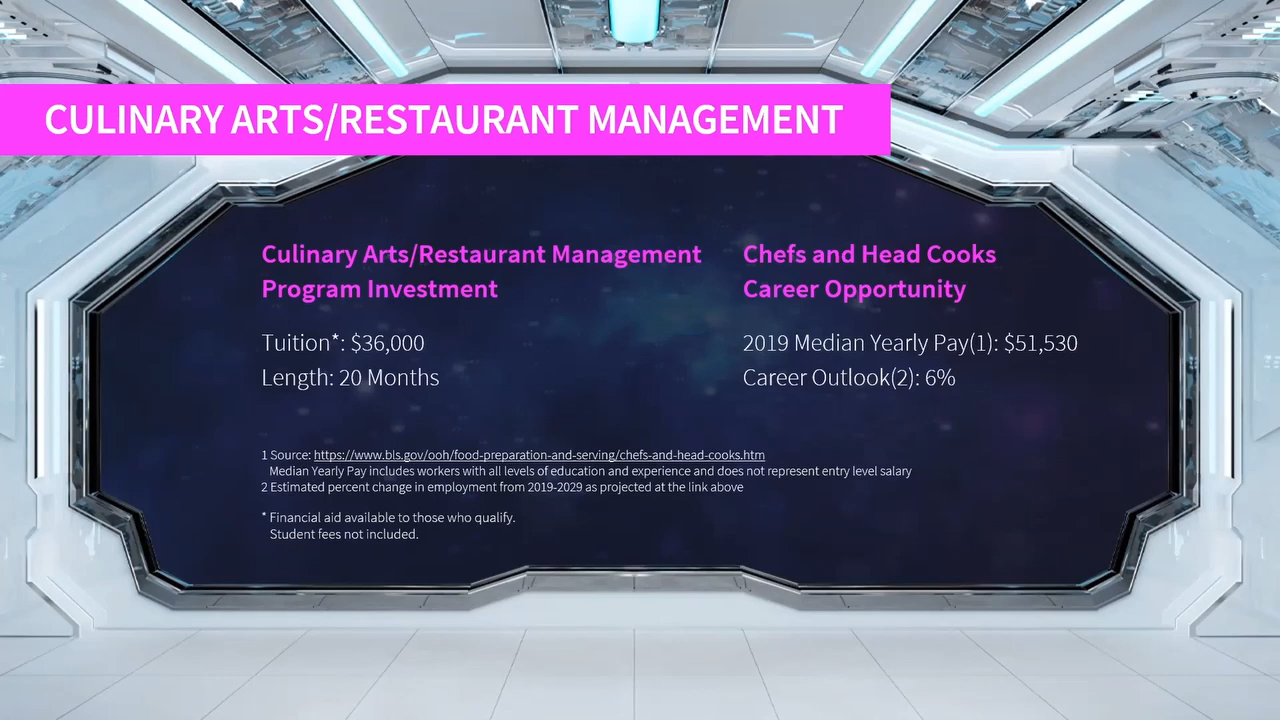 CULINARY ARTS/RESTAURANT MANAGEMENT
Culinary Arts/Restaurant Management
Program Investment
Tuition*: $36,000
Length: 20 Months
Chefs and Head Cooks
Career Opportunity
2019 Median Yearly Pay(1): $51,530
Career Outlook(2): 6%
1 Source: https://www.bls.gov/ooh/food-preparation-and-serving/chefs-and-head-cooks.htm
Median Yearly Pay includes workers with all levels of education and experience and does not represent entry level salary
2 Estimated percent change in employment from 2019-2029 as projected at the link above
* Financial aid available to those who qualify.
Student fees not included.